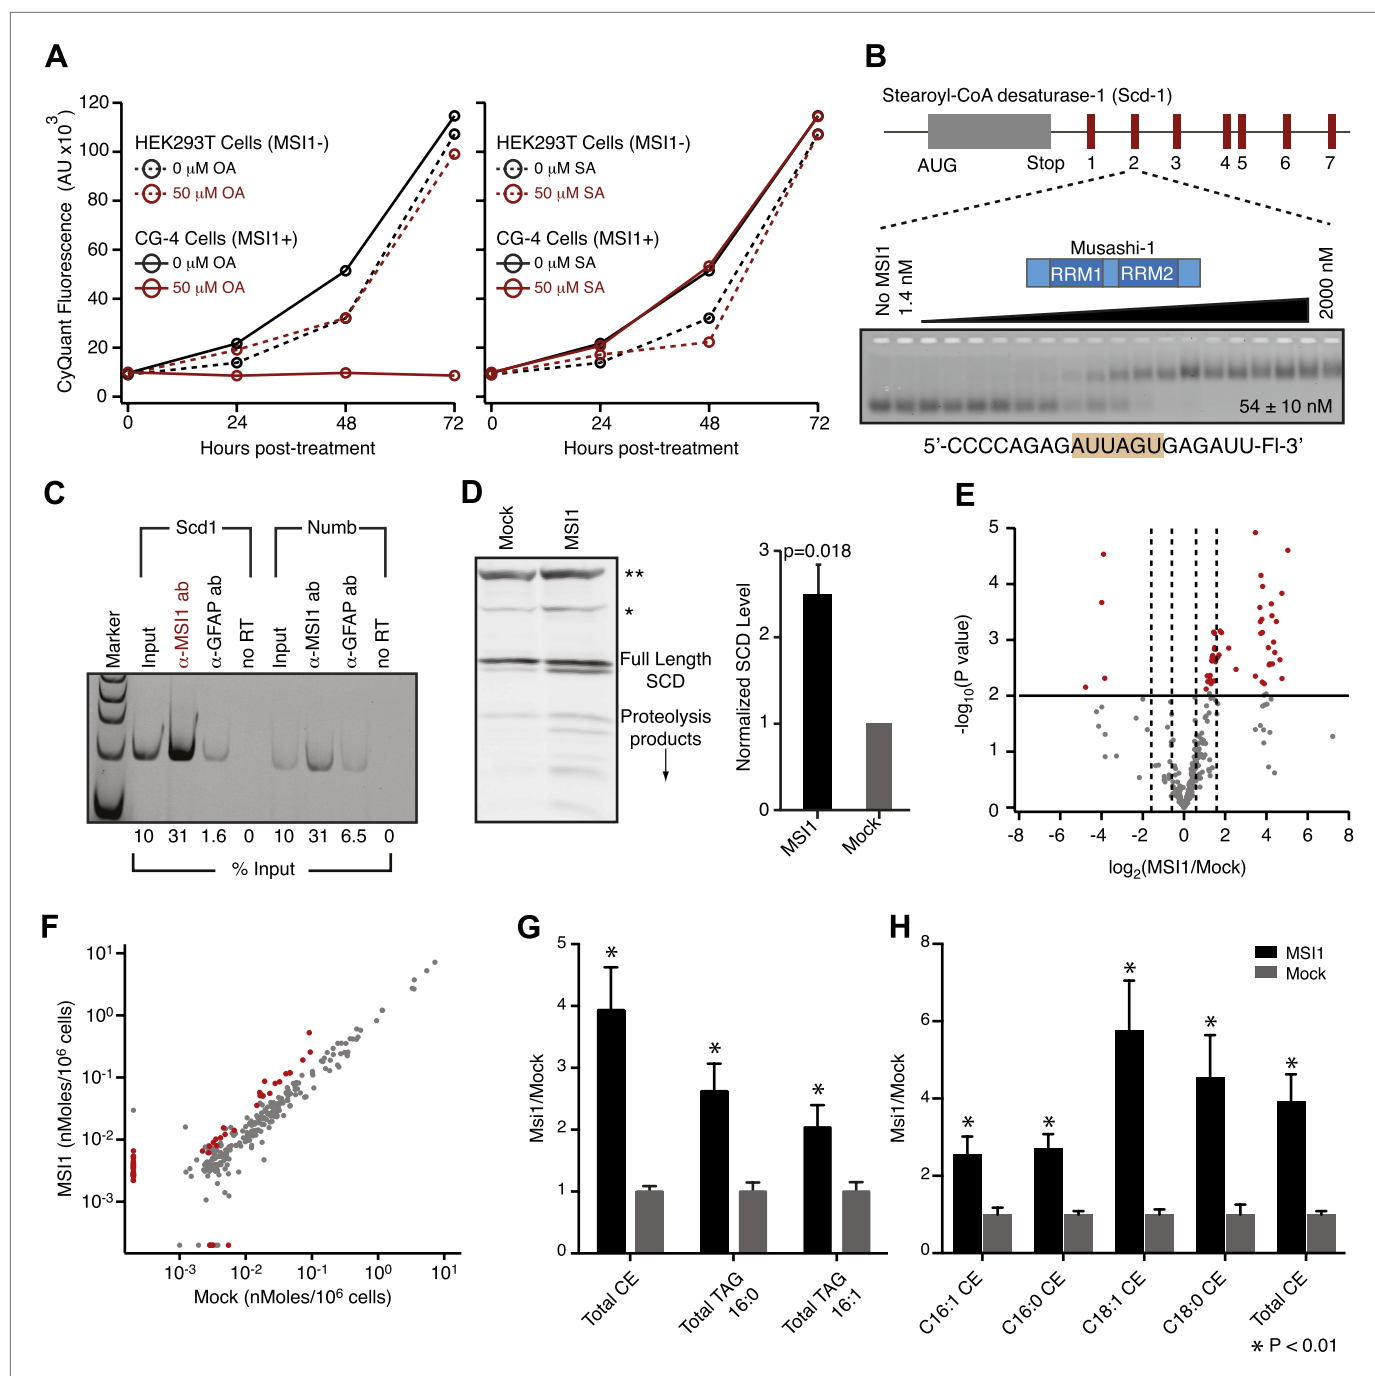 A
CyQuant Fluorescence (AU x10³)
120
100
80
60
40
20
0
HEK293T Cells (MSI1-)
0 μM OA
50 μM OA
CG-4 Cells (MSI1+)
0 μM OA
50 μM OA
0
24
48
72
Hours post-treatment
HEK293T Cells (MSI1-)
0 μM SA
50 μM SA
CG-4 Cells (MSI1+)
0 μM SA
50 μM SA
0
24
48
72
Hours post-treatment
B
Stearoyl-CoA desaturase-1 (Scd-1)
AUG
Stop
1
2
3
4
5
6
7
No MSI1
1.4 nM
Musashi-1
RRM1
RRM2
2000 nM
54 ± 10 nM
5'-CCCCAGAGAUUAGUGAGAUU-FI-3'
C
Scd1
Numb
Marker
Input
α-MSI1 ab
α-GFAP ab
no RT
Input
α-MSI1 ab
α-GFAP ab
no RT
10 31 1.6 0 10 31 6.5 0
% Input
D
Mock
MSI1
**
*
Full Length
SCD
Proteolysis
products
Normalized SCD Level
3
2
1
0
p=0.018
MSI1
Mock
E
-log10(P value)
5
4
3
2
1
0
-8 -6 -4 -2 0 2 4 6 8
log2(MSI1/Mock)
F
MSI1 (nMoles/10⁶ cells)
10¹
10⁰
10⁻¹
10⁻²
10⁻³
10⁻³ 10⁻² 10⁻¹ 10⁰ 10¹
Mock (nMoles/10⁶ cells)
G
Msi1/Mock
5
4
3
2
1
0
*
*
*
Total CE
Total TAG
16:0
Total TAG
16:1
H
Msi1/Mock
8
6
4
2
0
MSI1
Mock
*
*
*
*
*
C16:1 CE
C16:0 CE
C18:1 CE
C18:0 CE
Total CE
* P < 0.01